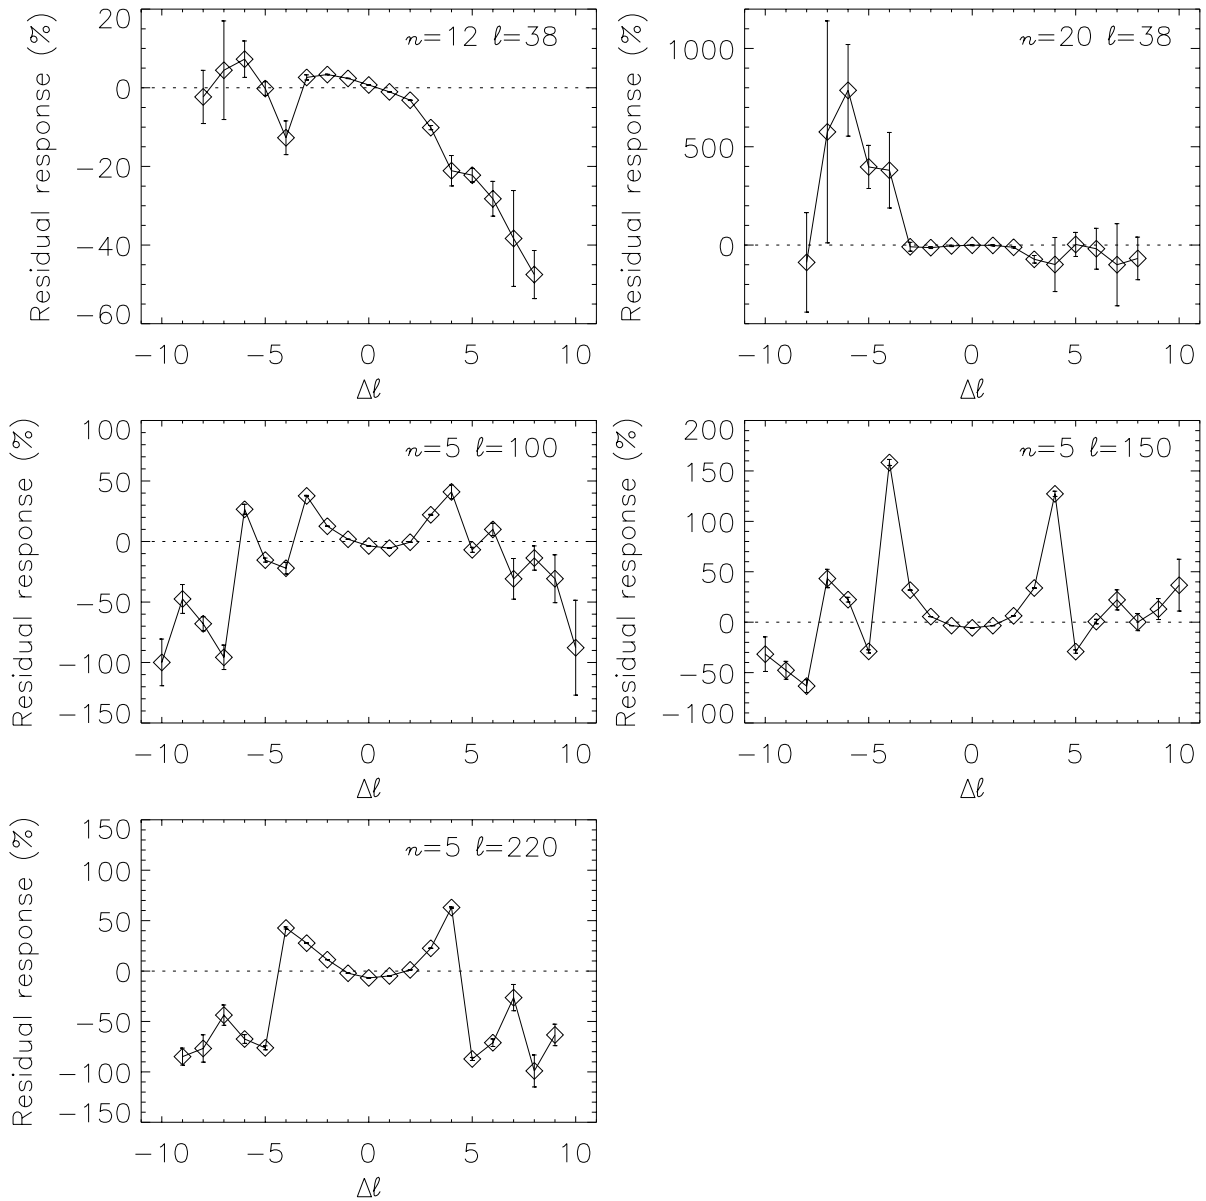 n=12 ℓ=38
Residual response (%)
20
0
−20
−40
−60
−10 −5 0 5 10
Δℓ
n=20 ℓ=38
Residual response (%)
1000
500
0
−10 −5 0 5 10
Δℓ
n=5 ℓ=100
Residual response (%)
100
50
0
−50
−100
−150
−10 −5 0 5 10
Δℓ
n=5 ℓ=150
Residual response (%)
200
150
100
50
0
−50
−100
−10 −5 0 5 10
Δℓ
n=5 ℓ=220
Residual response (%)
150
100
50
0
−50
−100
−150
−10 −5 0 5 10
Δℓ